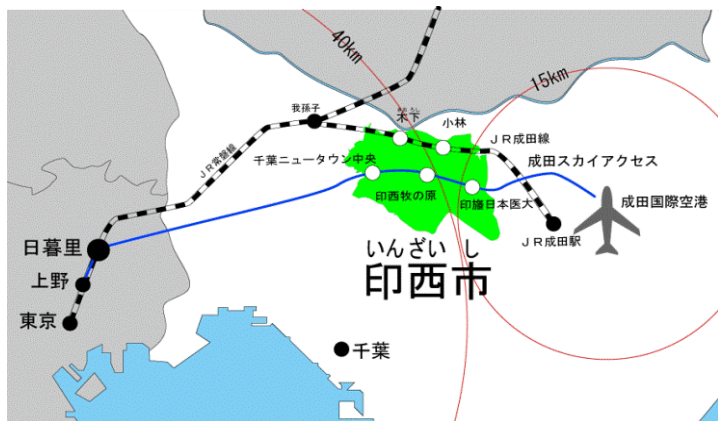 40km
15km
我孫子
きおろし
木下
小林
JR成田線
JR常磐線
千葉ニュータウン中央
成田スカイアクセス
印西牧の原
印旛日本医大
成田国際空港
JR成田駅
日暮里
いんざい し
印西市
上野
東京
千葉